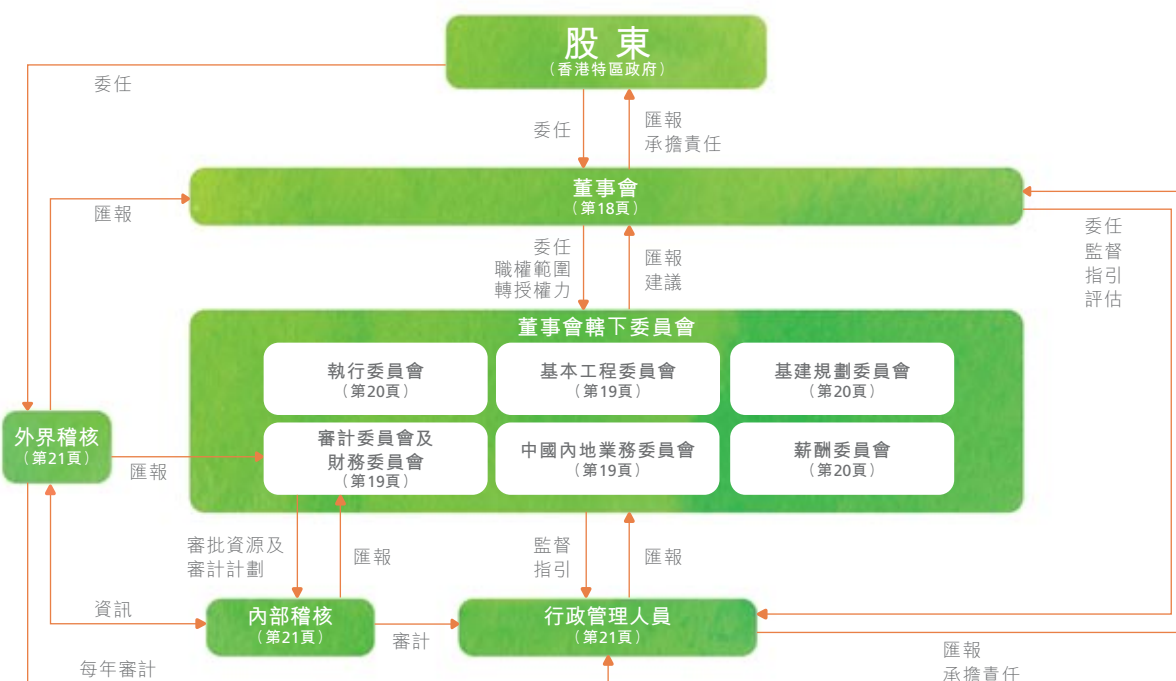 股東
（香港特區政府）
委任
委任
匯報
承擔責任
董事會
（第18頁）
匯報
委任
職權範圍
轉授權力
匯報
建議
委任
監督
指引
評估
董事會轄下委員會
執行委員會
（第20頁）
基本工程委員會
（第19頁）
基建規劃委員會
（第20頁）
外界稽核
（第21頁）
匯報
審計委員會及
財務委員會
（第19頁）
中國內地業務委員會
（第19頁）
薪酬委員會
（第20頁）
審批資源及
審計計劃
匯報
監督
指引
匯報
資訊
內部稽核
（第21頁）
審計
行政管理人員
（第21頁）
每年審計
匯報
承擔責任